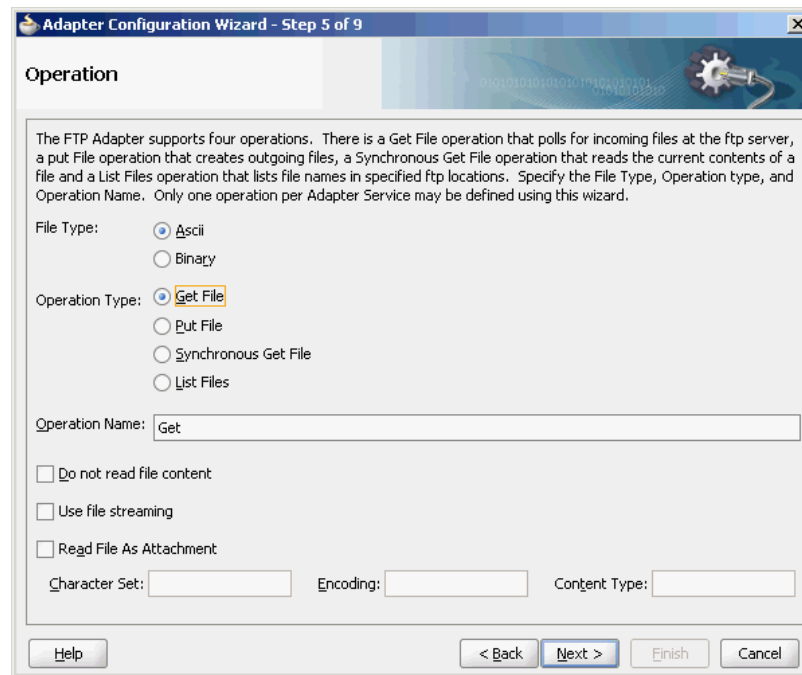 Adapter Configuration Wizard - Step 5 of 9
Operation
The FTP Adapter supports four operations. There is a Get File operation that polls for incoming files at the ftp server,
a put File operation that creates outgoing files, a Synchronous Get File operation that reads the current contents of a
file and a List Files operation that lists file names in specified ftp locations. Specify the File Type, Operation type, and
Operation Name. Only one operation per Adapter Service may be defined using this wizard.
File Type: Ascii
Binary
Operation Type: Get File
Put File
Synchronous Get File
List Files
Operation Name: Get
Do not read file content
Use file streaming
Read File As Attachment
Character Set: Encoding: Content Type:
Help < Back Next > Finish Cancel